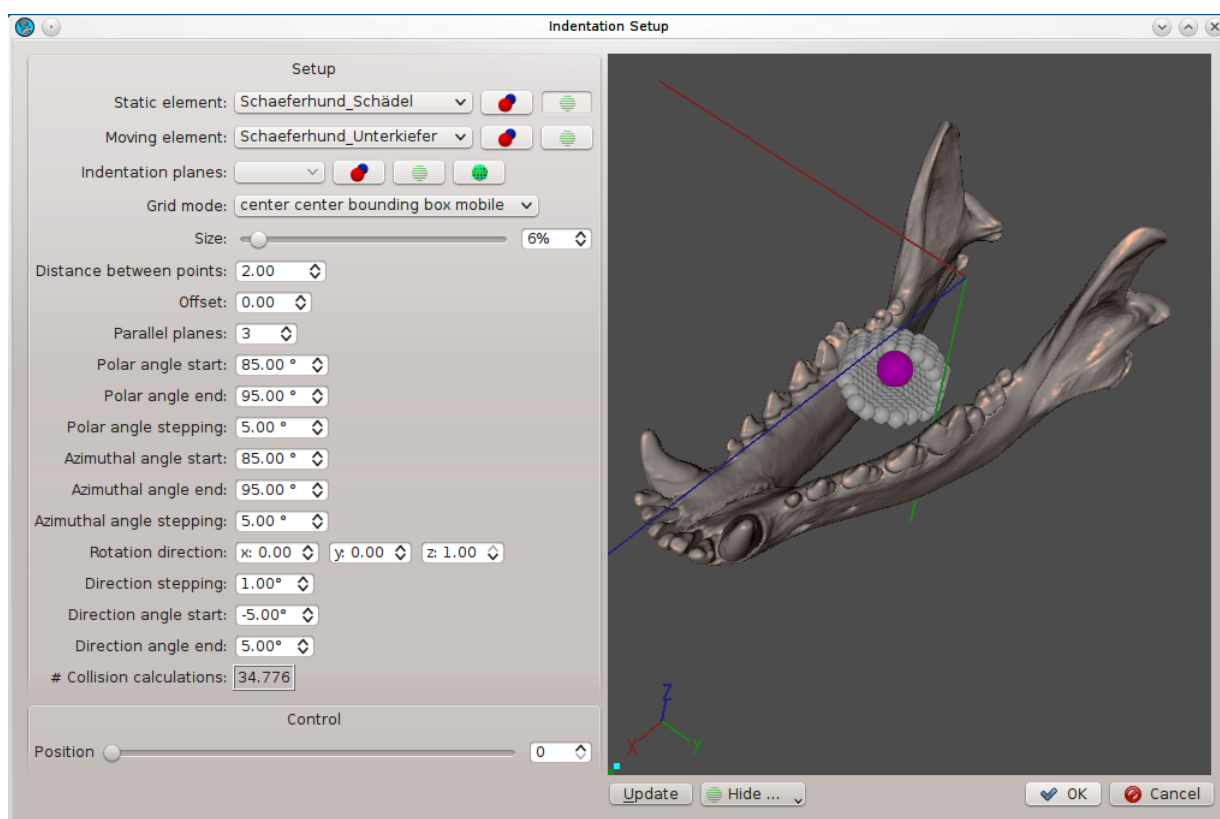 Indentation Setup
Setup
Static element: Schaeferhund_Schädel
Moving element: Schaeferhund_Unterkiefer
Indentation planes:
Grid mode: center center bounding box mobile
Size: 6%
Distance between points: 2.00
Offset: 0.00
Parallel planes: 3
Polar angle start: 85.00 °
Polar angle end: 95.00 °
Polar angle stepping: 5.00 °
Azimuthal angle start: 85.00 °
Azimuthal angle end: 95.00 °
Azimuthal angle stepping: 5.00 °
Rotation direction: x: 0.00 y: 0.00 z: 1.00
Direction stepping: 1.00°
Direction angle start: -5.00°
Direction angle end: 5.00°
# Collision calculations: 34.776
Control
Position 0
Z
X Y
Update Hide ... OK Cancel